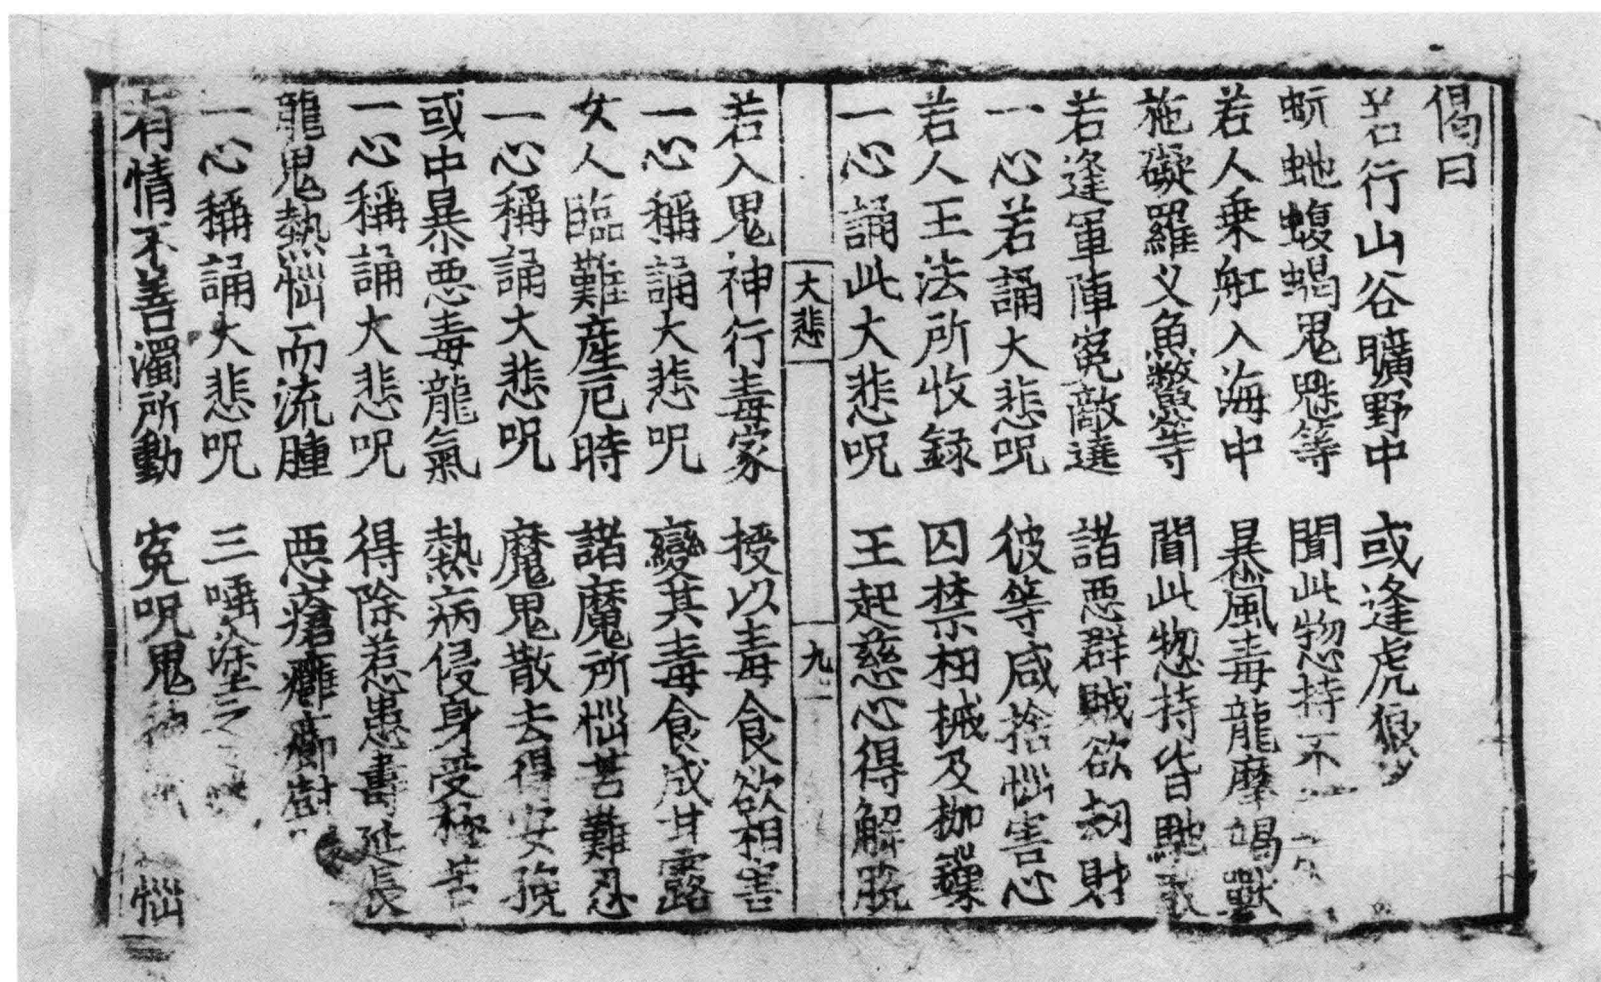 偈曰
若行山谷曠野中 或逢虎狼
蚖虵蝮蝎鬼魅等 聞此惣持不
若人乗舡入海中 暴風毒龍摩竭獸
施礙羅叉魚鱉等 聞此惣持皆馳散
若逢軍陣寃敵遶 諸惡群賊欲刼財
一心若誦大悲呪 彼等咸捨惱害心
若人王法所收録 囚禁杻械及枷鏁
一心誦此大悲呪 王起慈心得解脫
大悲
九
若入鬼神行毒家 授以毒食欲相害
一心稱誦大悲呪 變其毒食成甘露
女人臨難産厄時 諸魔所惱苦難忍
一心稱誦大悲呪 魔鬼散去得安
或中暴惡毒龍氣 熱病侵身受極苦
一心稱誦大悲呪 得除惹患壽延長
龍鬼熱惱而流腫 惡瘡癰
一心稱誦大悲呪 三唾塗之
有情不善濁所動 寃呪鬼 惱